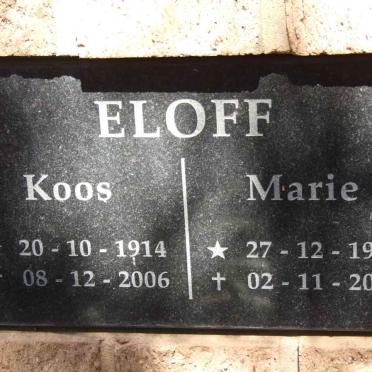 ELOFF
Koos Marie
20 - 10 - 1914 ★ 27 - 12 - 19
08 - 12 - 2006 ✝ 02 - 11 - 20